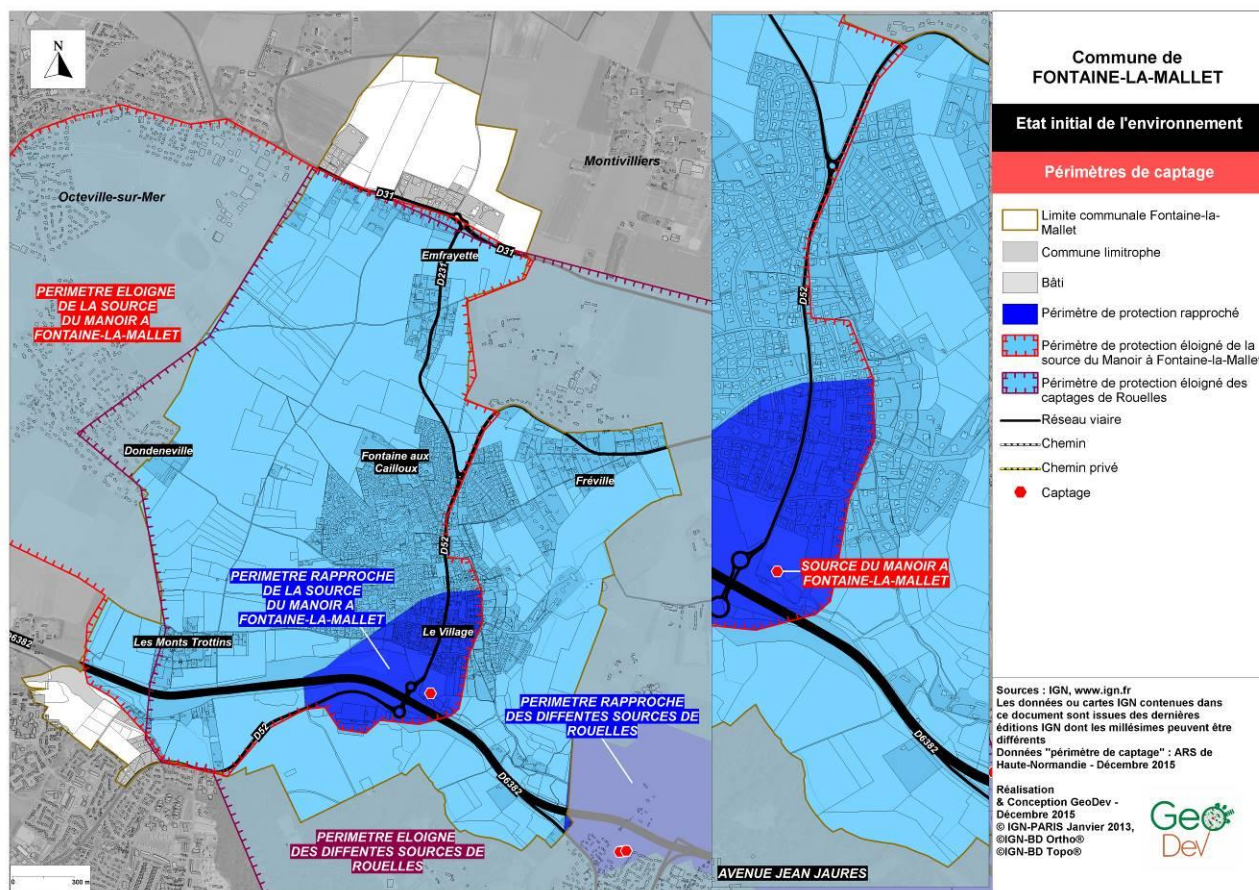 N
Montivilliers
Octeville-sur-Mer
D31
D31
Emfrayette
D231
PERIMETRE ELOIGNE
DE LA SOURCE
DU MANOIR A
FONTAINE-LA-MALLET
Dondeneville
Fontaine aux
Cailloux
Fréville
D52
PERIMETRE RAPPROCHE
DE LA SOURCE
DU MANOIR A
FONTAINE-LA-MALLET
Le Village
Les Monts Trottins
D6382
D52
D6382
PERIMETRE RAPPROCHE
DES DIFFENTES SOURCES DE
ROUELLES
PERIMETRE ELOIGNE
DES DIFFENTES SOURCES DE
ROUELLES
0 300 m
D52
SOURCE DU MANOIR A
FONTAINE-LA-MALLET
D6382
AVENUE JEAN JAURES
Commune de
FONTAINE-LA-MALLET
Etat initial de l'environnement
Périmètres de captage
Limite communale Fontaine-la-
Mallet
Commune limitrophe
Bâti
Périmètre de protection rapproché
Périmètre de protection éloigné de la
source du Manoir à Fontaine-la-Mallet
Périmètre de protection éloigné des
captages de Rouelles
Réseau viaire
Chemin
Chemin privé
Captage
Sources : IGN, www.ign.fr
Les données ou cartes IGN contenues dans
ce document sont issues des dernières
éditions IGN dont les millésimes peuvent être
différents
Données "périmètre de captage" : ARS de
Haute-Normandie - Décembre 2015
Réalisation
& Conception GeoDev -
Décembre 2015
© IGN-PARIS Janvier 2013,
©IGN-BD Ortho®
©IGN-BD Topo®
Geo
Dev